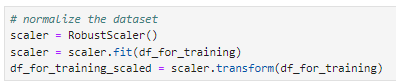 # normalize the dataset
scaler = RobustScaler()
scaler = scaler.fit(df_for_training)
df_for_training_scaled = scaler.transform(df_for_training)